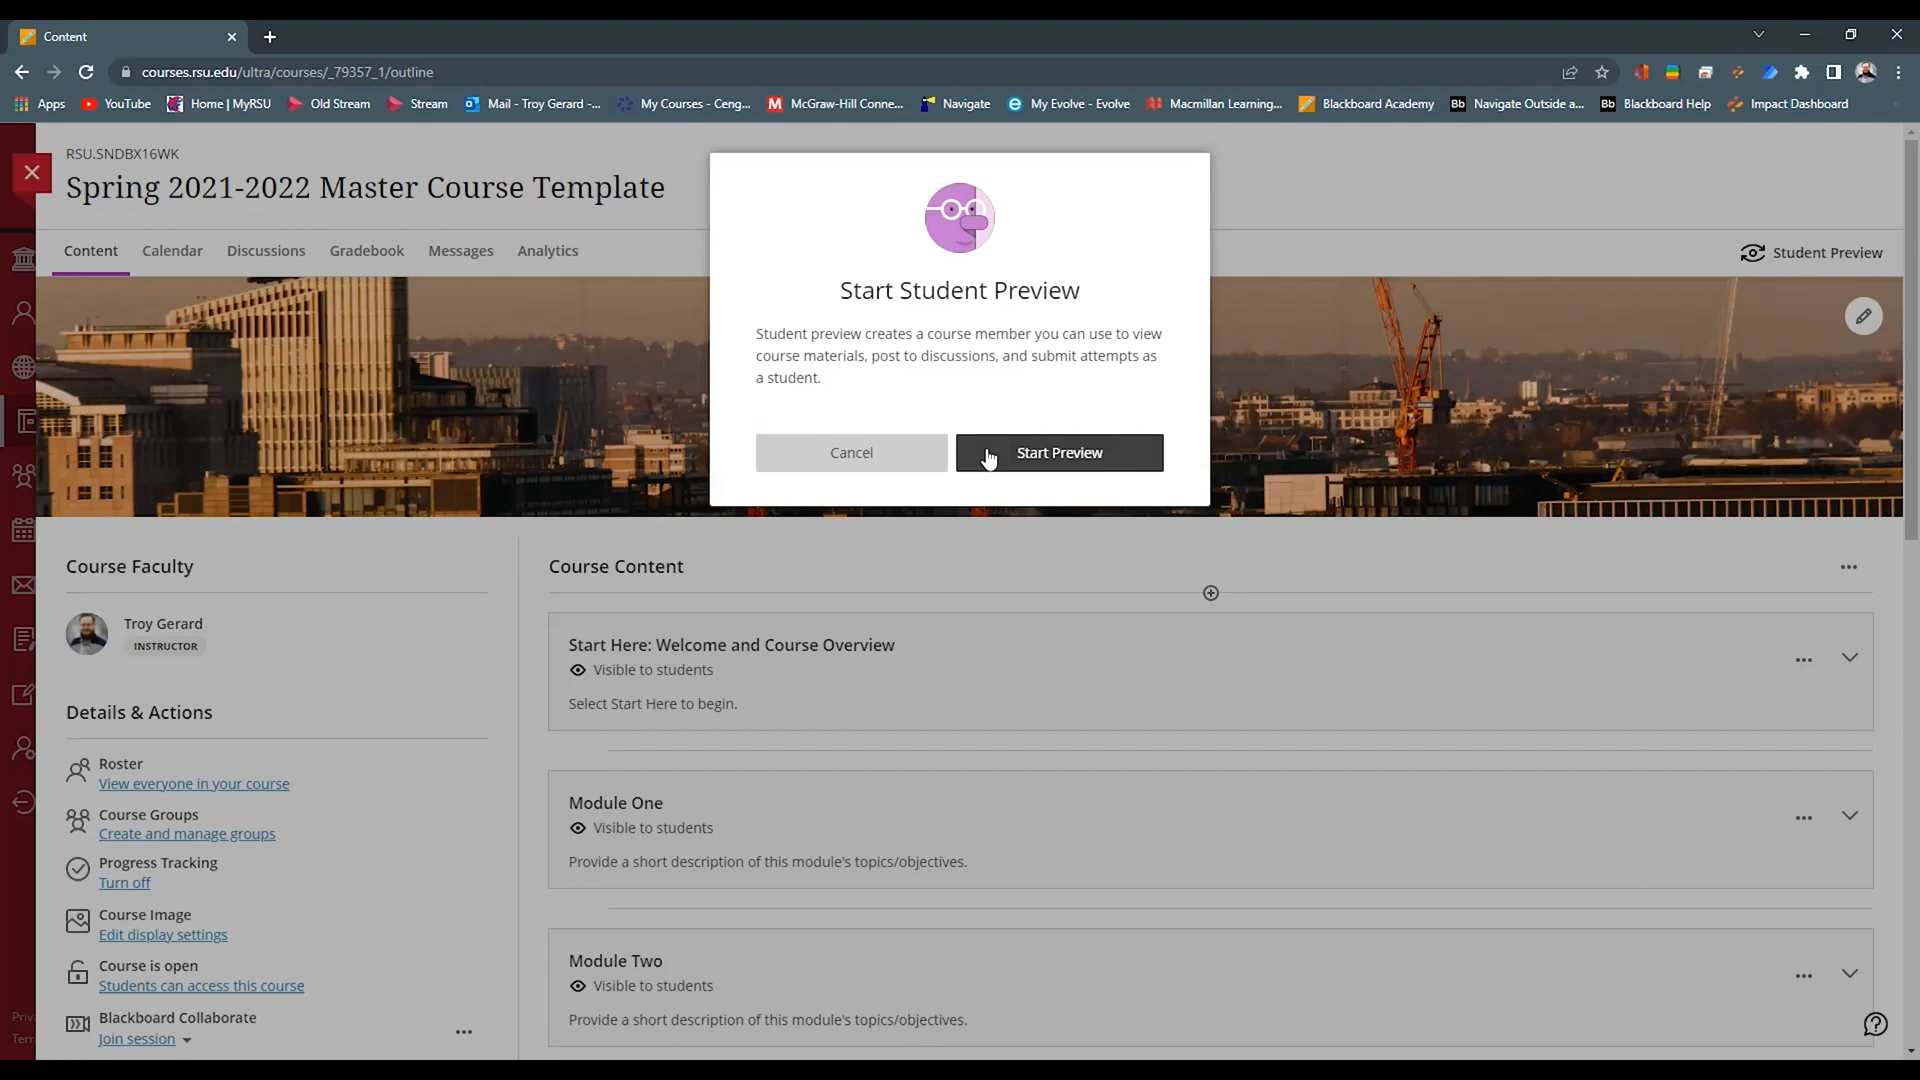 Content
courses.rsu.edu/ultra/courses/_79357_1/outline
Apps YouTube Home | MyRSU Old Stream Stream Mail - Troy Gerard -... My Courses - Ceng... McGraw-Hill Conne... Navigate My Evolve - Evolve Macmillan Learning... Blackboard Academy Navigate Outside a... Blackboard Help Impact Dashboard
RSU.SNDBX16WK
Spring 2021-2022 Master Course Template
Content Calendar Discussions Gradebook Messages Analytics Student Preview
Start Student Preview
Student preview creates a course member you can use to view
course materials, post to discussions, and submit attempts as
a student.
Cancel Start Preview
Course Faculty
Troy Gerard
INSTRUCTOR
Details & Actions
Roster
View everyone in your course
Course Groups
Create and manage groups
Progress Tracking
Turn off
Course Image
Edit display settings
Course is open
Students can access this course
Blackboard Collaborate
Join session
Course Content
Start Here: Welcome and Course Overview
Visible to students
Select Start Here to begin.
Module One
Visible to students
Provide a short description of this module's topics/objectives.
Module Two
Visible to students
Provide a short description of this module's topics/objectives.